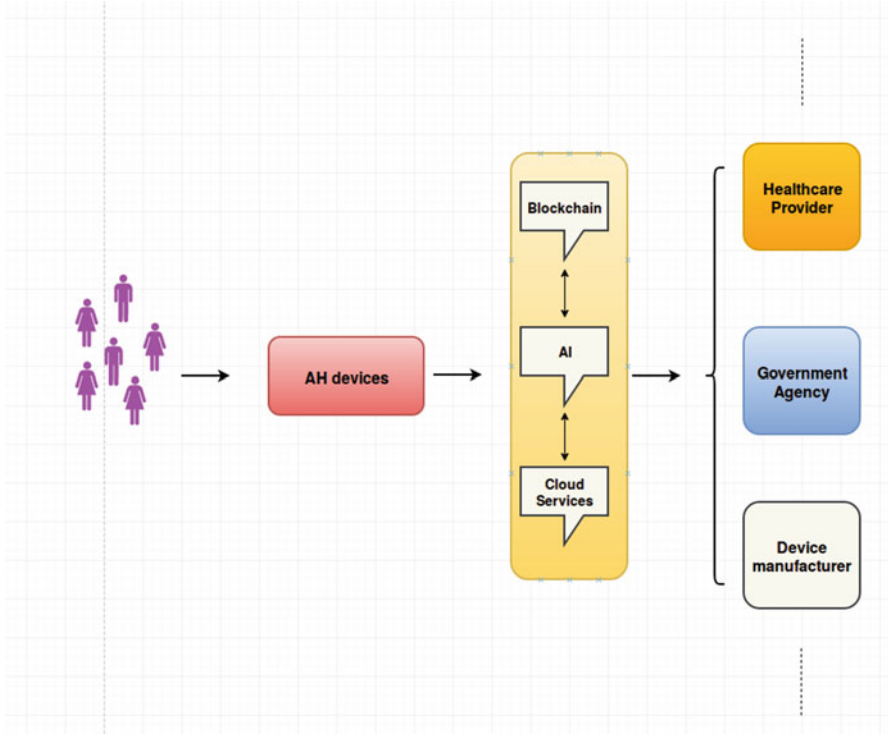 AH devices
Blockchain
AI
Cloud
Services
Healthcare
Provider
Government
Agency
Device
manufacturer